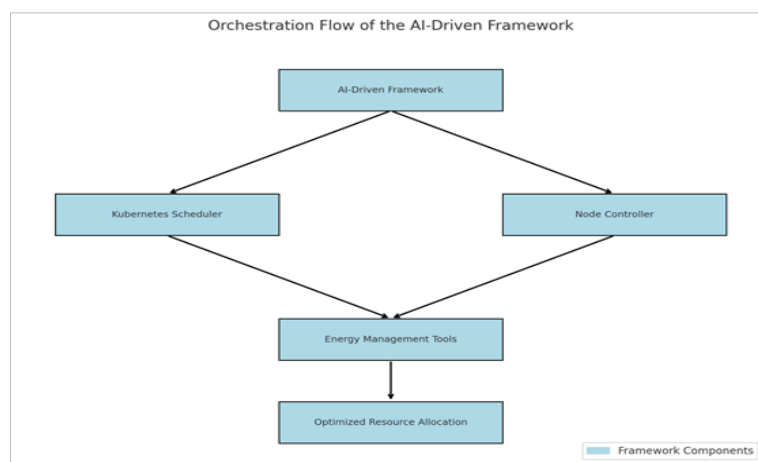 Orchestration Flow of the AI-Driven Framework
AI-Driven Framework
Kubernetes Scheduler
Node Controller
Energy Management Tools
Optimized Resource Allocation
Framework Components